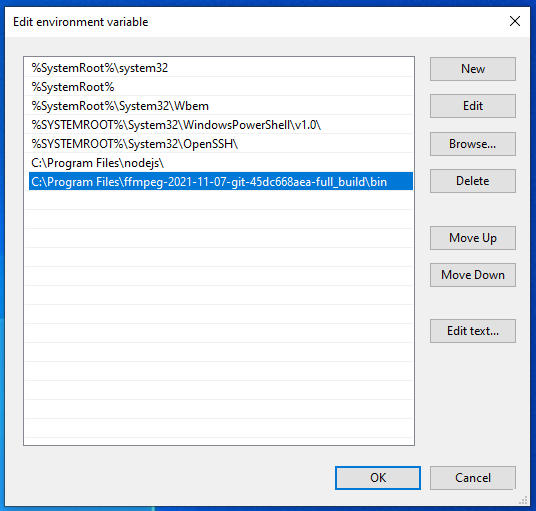 Edit environment variable
%SystemRoot%\system32
%SystemRoot%
%SystemRoot%\System32\Wbem
%SYSTEMROOT%\System32\WindowsPowerShell\v1.0\
%SYSTEMROOT%\System32\OpenSSH\
C:\Program Files\nodejs\
C:\Program Files\ffmpeg-2021-11-07-git-45dc668aea-full_build\bin
New
Edit
Browse...
Delete
Move Up
Move Down
Edit text...
OK
Cancel